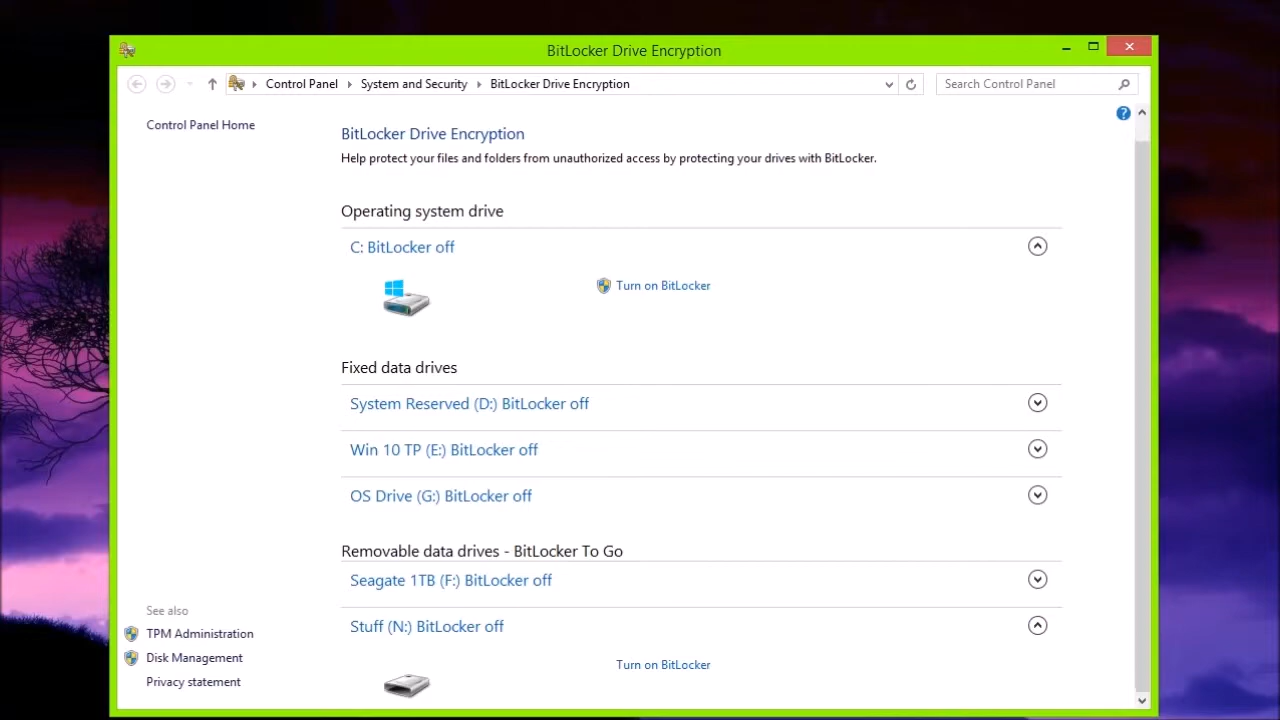 BitLocker Drive Encryption
Control Panel System and Security BitLocker Drive Encryption Search Control Panel
Control Panel Home
?
BitLocker Drive Encryption
Help protect your files and folders from unauthorized access by protecting your drives with BitLocker.
Operating system drive
C: BitLocker off
Turn on BitLocker
Fixed data drives
System Reserved (D:) BitLocker off
Win 10 TP (E:) BitLocker off
OS Drive (G:) BitLocker off
Removable data drives - BitLocker To Go
Seagate 1TB (F:) BitLocker off
Stuff (N:) BitLocker off
Turn on BitLocker
See also
TPM Administration
Disk Management
Privacy statement